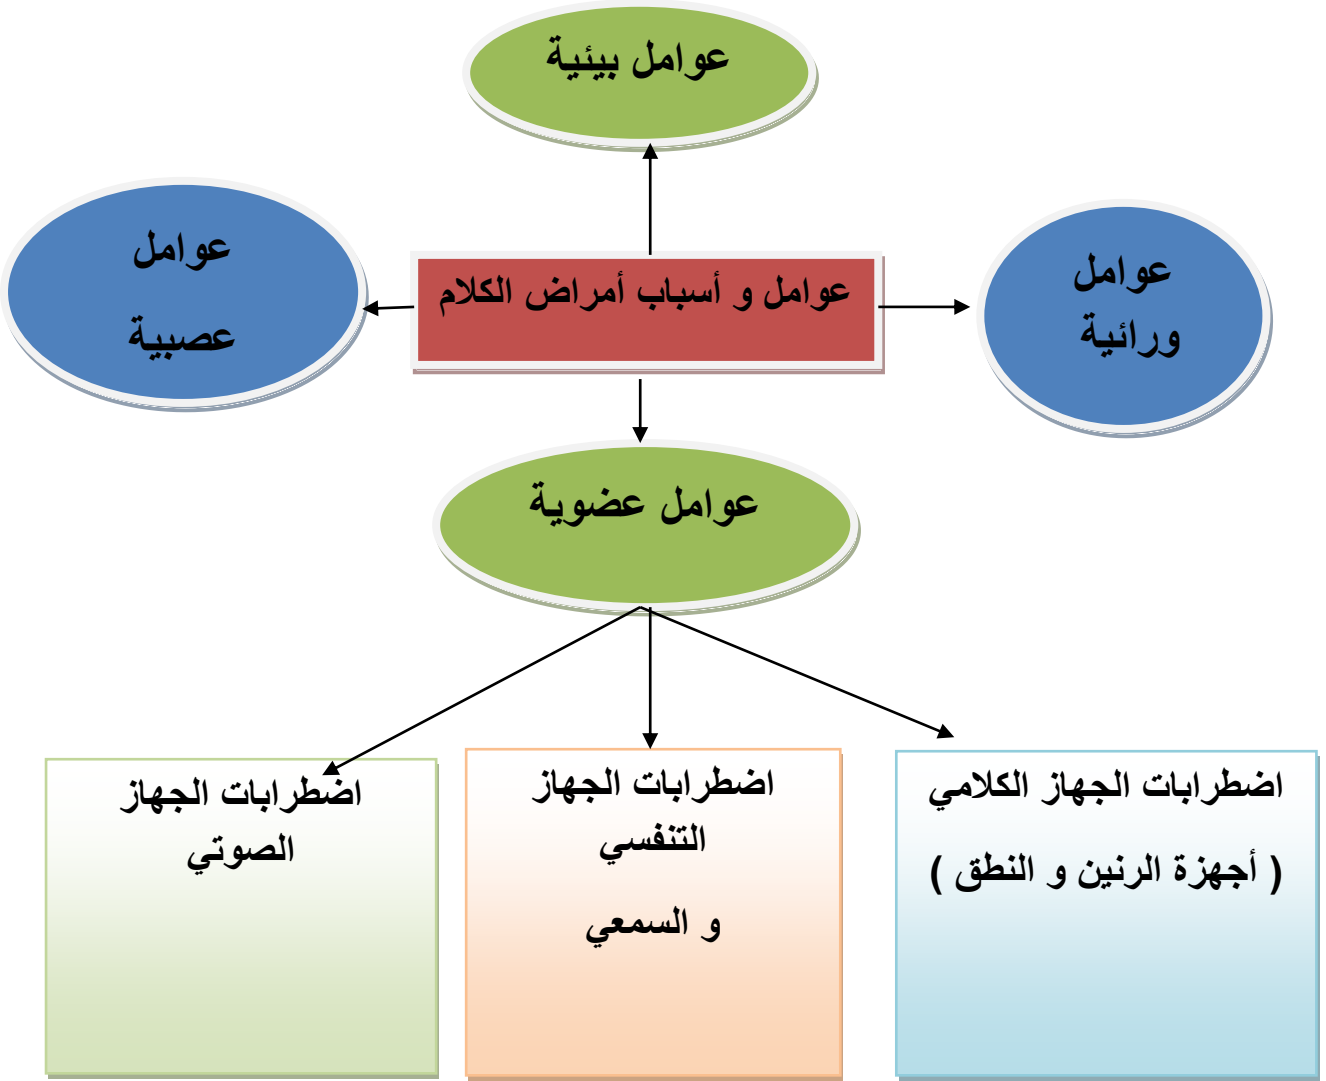 عوامل بيئية
عوامل
ورائية
عوامل و أسباب أمراض الكلام
عوامل
عصبية
عوامل عضوية
اضطرابات الجهاز الكلامي
( أجهزة الرنين و النطق )
اضطرابات الجهاز
التنفسي
و السمعي
اضطرابات الجهاز
الصوتي